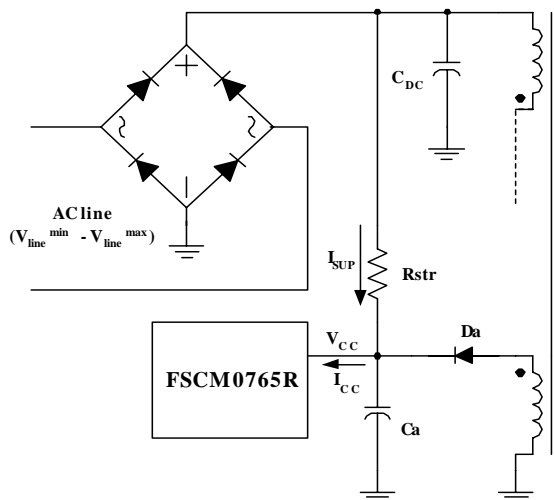 C_DC
AC line
(V_line^min - V_line^max)
I_SUP
Rstr
V_CC
Da
FSCM0765R
I_CC
Ca